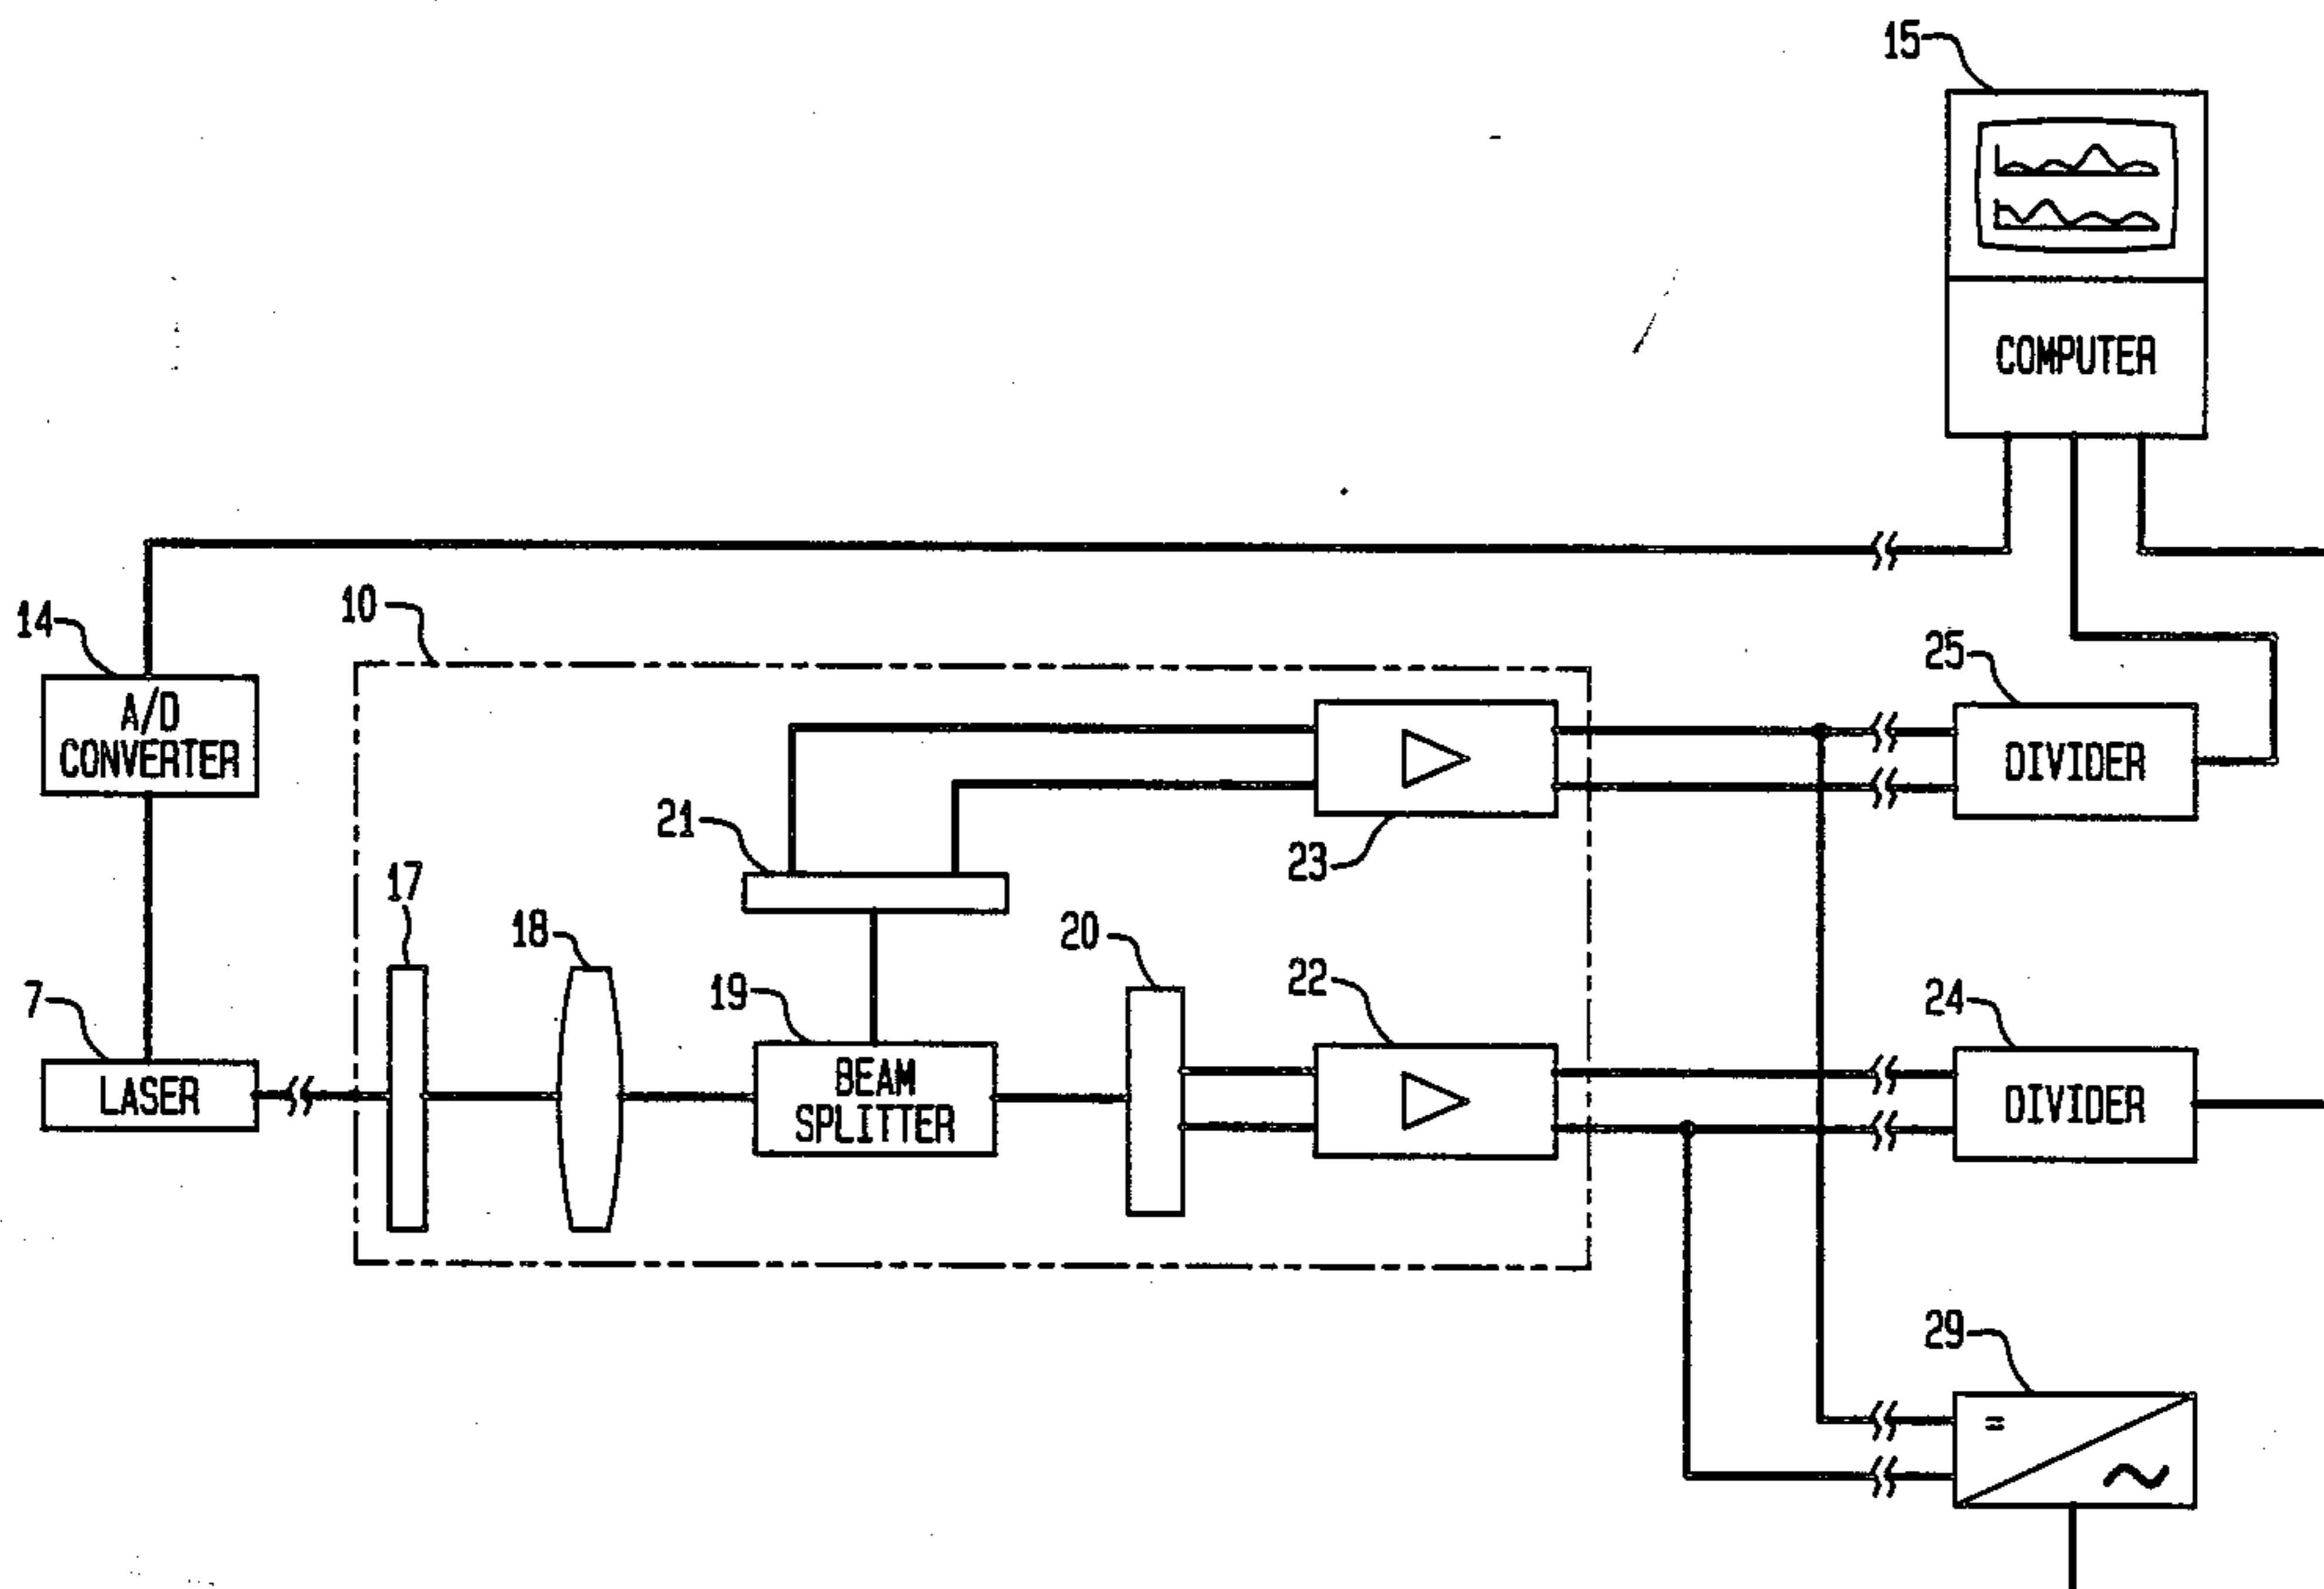 15
COMPUTER
14
A/D
CONVERTER
10
25
DIVIDER
21
23
17
18
20
22
19
BEAM
SPLITTER
7
LASER
24
DIVIDER
29
=
~